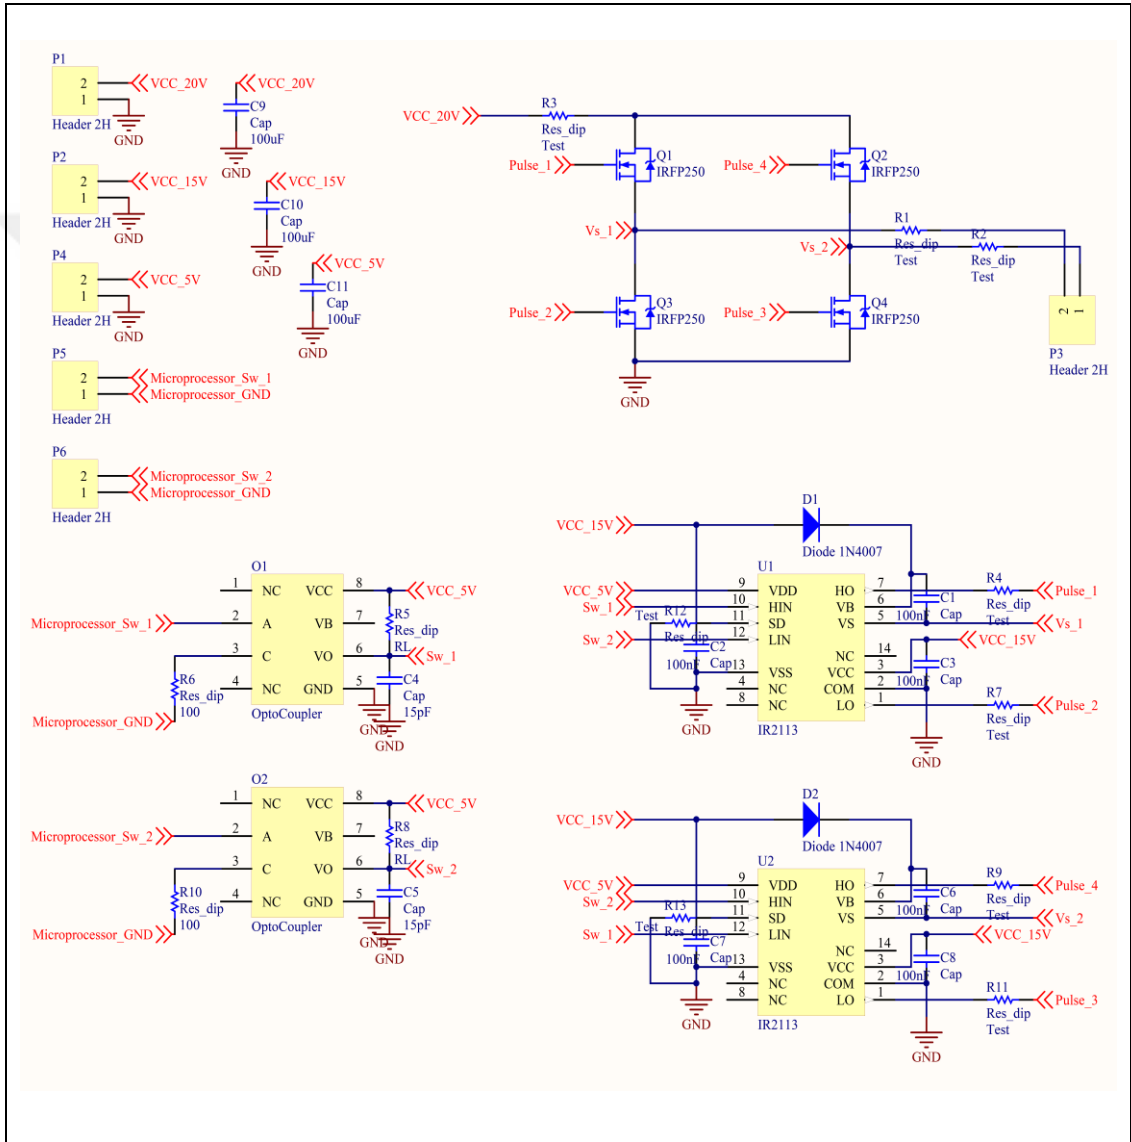 P1
2
1
VCC_20V
GND
Header 2H
VCC_20V
C9
Cap
100uF
GND
P2
2
1
VCC_15V
GND
Header 2H
VCC_15V
C10
Cap
100uF
GND
P4
2
1
VCC_5V
GND
Header 2H
VCC_5V
C11
Cap
100uF
GND
P5
2
1
Microprocessor_Sw_1
Microprocessor_GND
Header 2H
P6
2
1
Microprocessor_Sw_2
Microprocessor_GND
Header 2H
VCC_20V
R3
Res_dip
Test
Pulse_1
Q1
IRFP250
Pulse_4
Q2
IRFP250
Vs_1
R1
Res_dip
Test
Vs_2
R2
Res_dip
Test
Pulse_2
Q3
IRFP250
Pulse_3
Q4
IRFP250
GND
2
1
P3
Header 2H
O1
1 NC VCC 8
2 A VB 7
3 C VO 6
4 NC GND 5
OptoCoupler
VCC_5V
R5
Res_dip
RL
Sw_1
C4
Cap
15pF
GND
GND
Microprocessor_Sw_1
R6
Res_dip
100
Microprocessor_GND
O2
1 NC VCC 8
2 A VB 7
3 C VO 6
4 NC GND 5
OptoCoupler
VCC_5V
R8
Res_dip
RL
Sw_2
C5
Cap
15pF
GND
GND
Microprocessor_Sw_2
R10
Res_dip
100
Microprocessor_GND
VCC_15V
D1
Diode 1N4007
U1
VCC_5V
Sw_1
Test
R12
Res_dip
Sw_2
C2
Cap
100nF
GND
9 VDD HO 7
10 HIN VB 6
11 SD VS 5
12 LIN
NC 14
13 VSS VCC 3
4 NC COM 2
8 NC LO 1
IR2113
R4
Res_dip
Test
Pulse_1
C1
Cap
100nF
Vs_1
VCC_15V
C3
Cap
100nF
R7
Res_dip
Test
Pulse_2
GND
VCC_15V
D2
Diode 1N4007
U2
VCC_5V
Sw_2
Test
R13
Res_dip
Sw_1
C7
Cap
100nF
GND
9 VDD HO 7
10 HIN VB 6
11 SD VS 5
12 LIN
NC 14
13 VSS VCC 3
4 NC COM 2
8 NC LO 1
IR2113
R9
Res_dip
Test
Pulse_4
C6
Cap
100nF
Vs_2
VCC_15V
C8
Cap
100nF
R11
Res_dip
Test
Pulse_3
GND